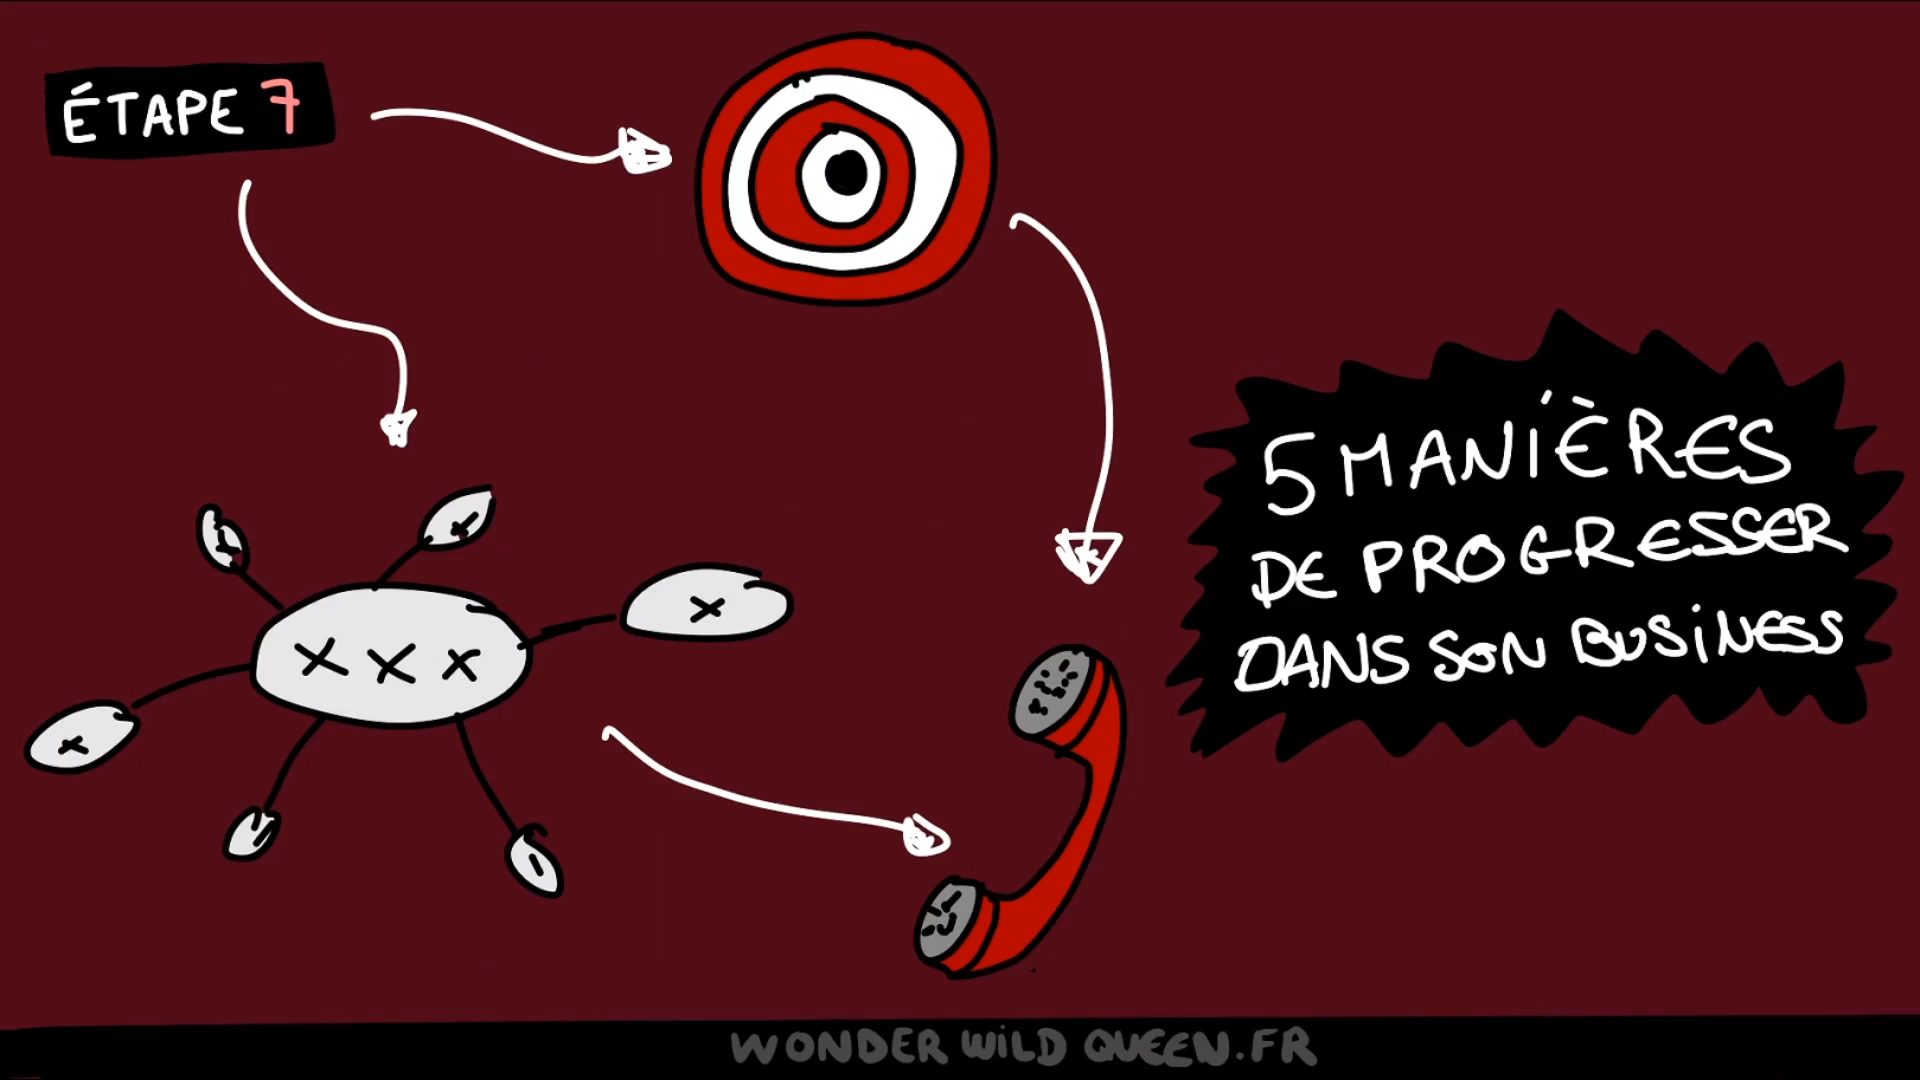 ÉTAPE 7
5 MANIÈRES
DE PROGRESSER
DANS SON BUSINESS
WONDER WILD QUEEN.FR